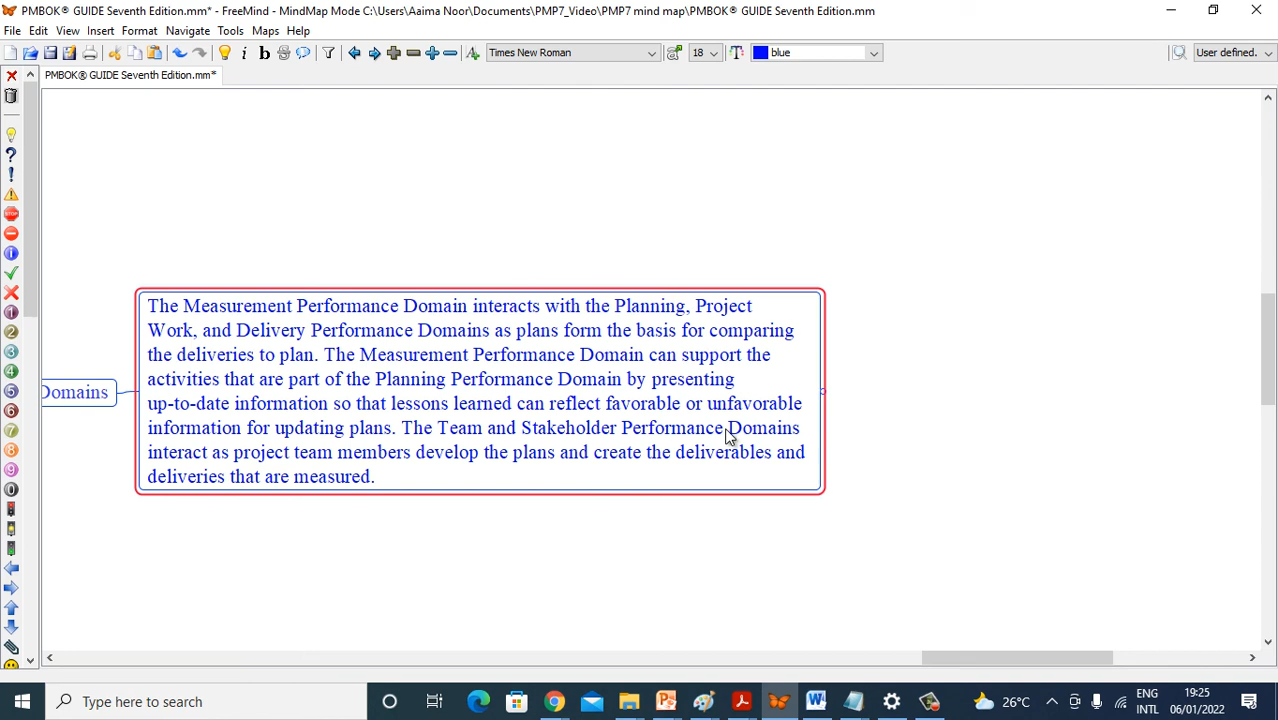 PMBOK® GUIDE Seventh Edition.mm* - FreeMind - MindMap Mode C:\Users\Aaima Noor\Documents\PMP7_Video\PMP7 mind map\PMBOK® GUIDE Seventh Edition.mm
File Edit View Insert Format Navigate Tools Maps Help
Times New Roman 18 blue User defined.
PMBOK® GUIDE Seventh Edition.mm*
Domains
The Measurement Performance Domain interacts with the Planning, Project
Work, and Delivery Performance Domains as plans form the basis for comparing
the deliveries to plan. The Measurement Performance Domain can support the
activities that are part of the Planning Performance Domain by presenting
up-to-date information so that lessons learned can reflect favorable or unfavorable
information for updating plans. The Team and Stakeholder Performance Domains
interact as project team members develop the plans and create the deliverables and
deliveries that are measured.
Type here to search
26°C
ENG
INTL
19:25
06/01/2022